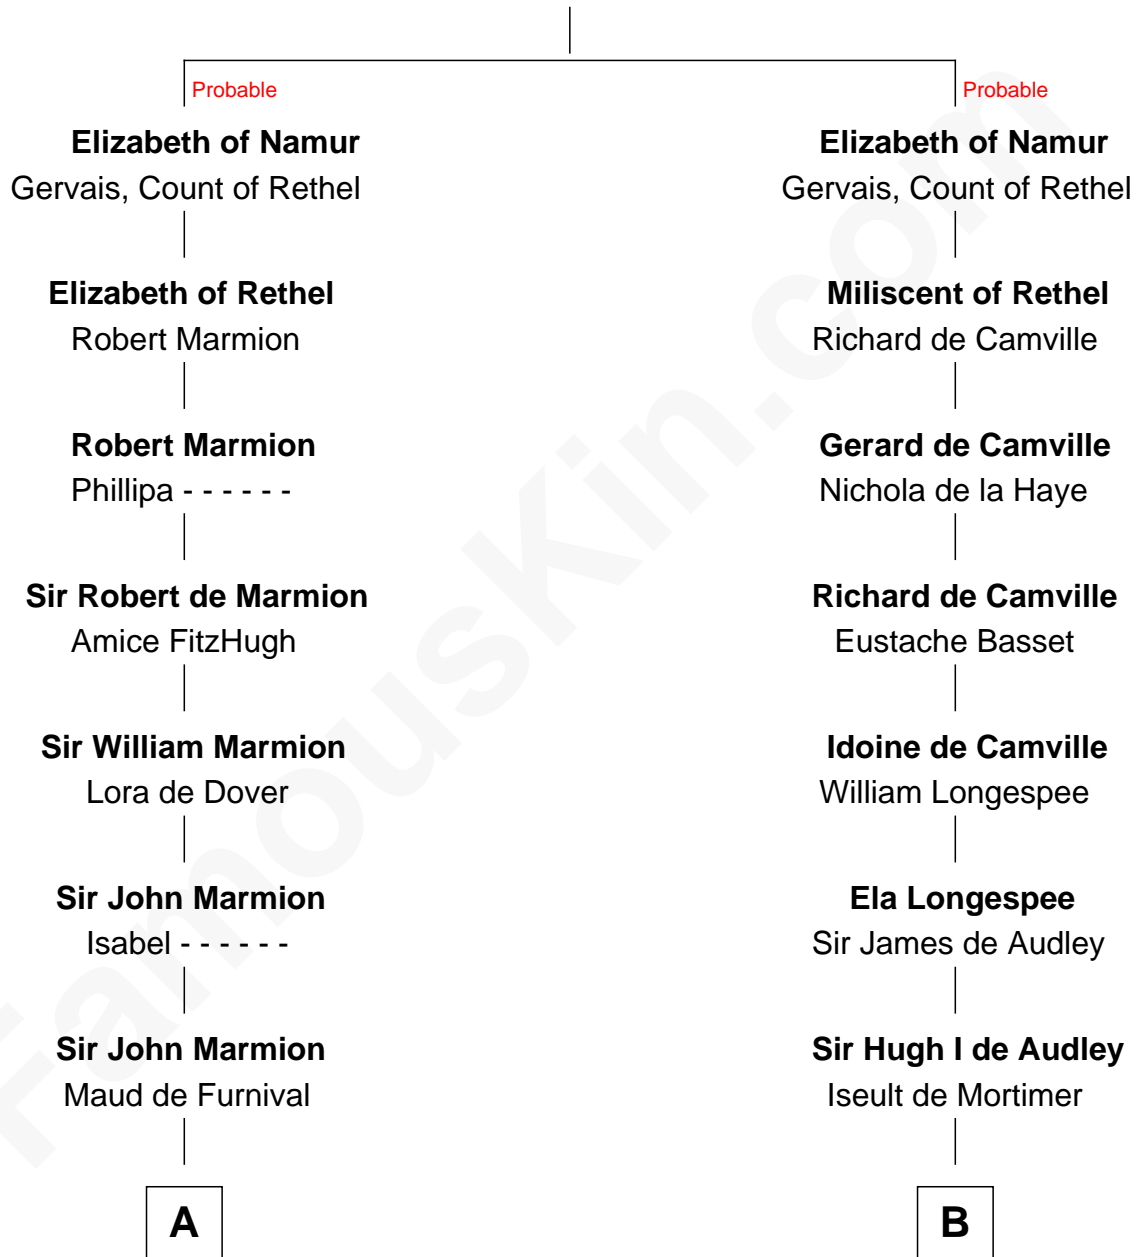 Probable
Elizabeth of Namur
Gervais, Count of Rethel
Elizabeth of Rethel
Robert Marmion
Robert Marmion
Phillipa - - - - - -
Sir Robert de Marmion
Amice FitzHugh
Sir William Marmion
Lora de Dover
Sir John Marmion
Isabel - - - - - -
Sir John Marmion
Maud de Furnival
A
Probable
Elizabeth of Namur
Gervais, Count of Rethel
Miliscent of Rethel
Richard de Camville
Gerard de Camville
Nichola de la Haye
Richard de Camville
Eustache Basset
Idoine de Camville
William Longespee
Ela Longespee
Sir James de Audley
Sir Hugh I de Audley
Iseult de Mortimer
B
FamousKin.com